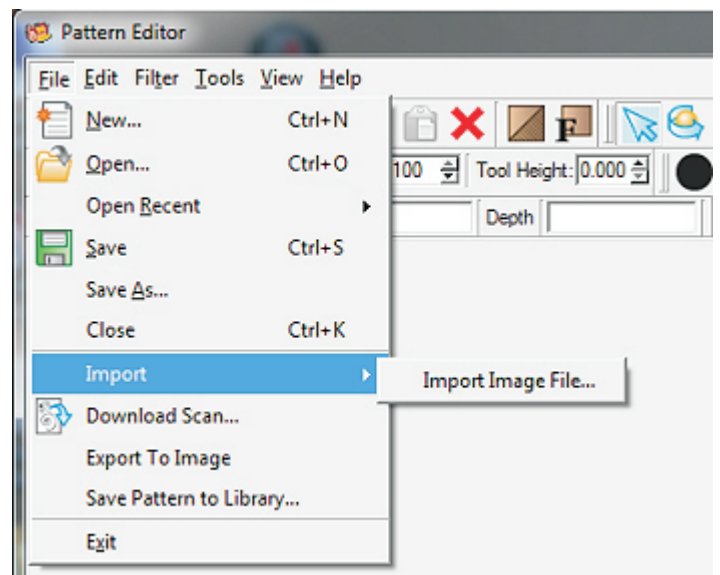 Pattern Editor
File Edit Filter Tools View Help
New... Ctrl+N
F
Open... Ctrl+O
100 Tool Height: 0.000
Open Recent
Depth
Save Ctrl+S
Save As...
Close Ctrl+K
Import
Import Image File...
Download Scan...
Export To Image
Save Pattern to Library...
Exit